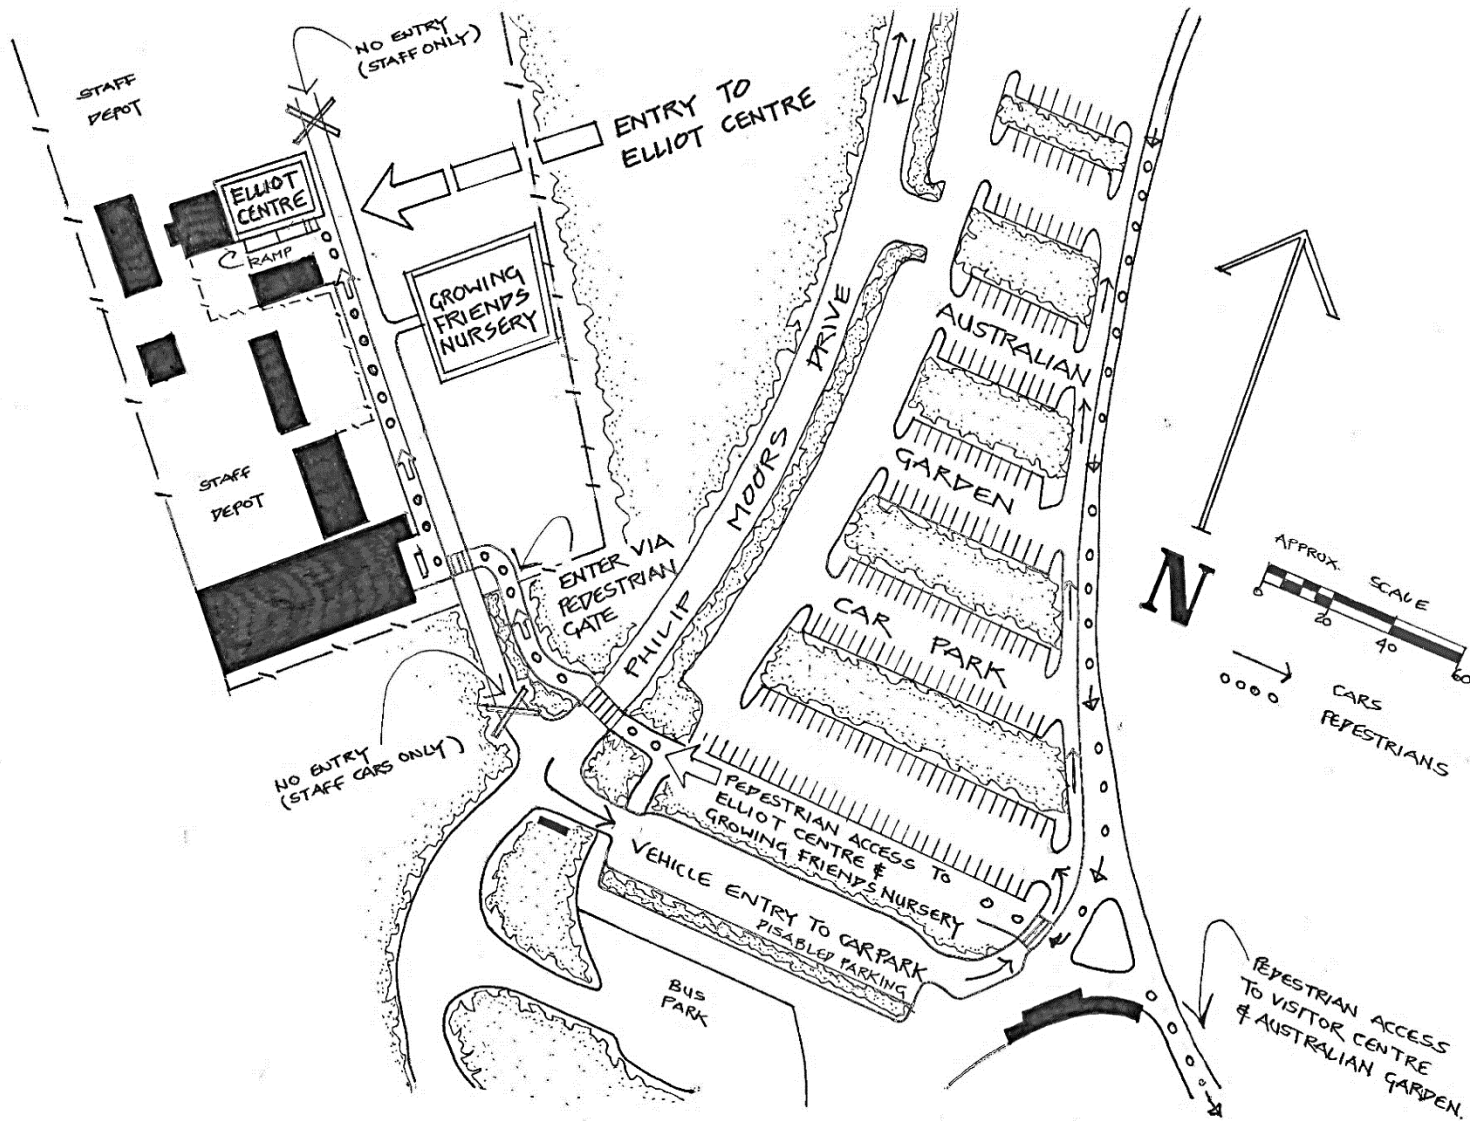 NO ENTRY
(STAFF ONLY)
STAFF
DEPOT
ENTRY TO
ELLIOT CENTRE
ELLIOT
CENTRE
RAMP
GROWING
FRIENDS
NURSERY
STAFF
DEPOT
ENTER VIA
PEDESTRIAN
GATE
PHILIP MOORS DRIVE
AUSTRALIAN
GARDEN
CAR PARK
N
APPROX. SCALE
0 20 40 60
CARS
PEDESTRIANS
NO ENTRY
(STAFF CARS ONLY)
PEDESTRIAN ACCESS TO
ELLIOT CENTRE &
GROWING FRIENDS NURSERY
VEHICLE ENTRY TO CARPARK
DISABLED PARKING
BUS
PARK
PEDESTRIAN ACCESS
TO VISITOR CENTRE
& AUSTRALIAN GARDEN.